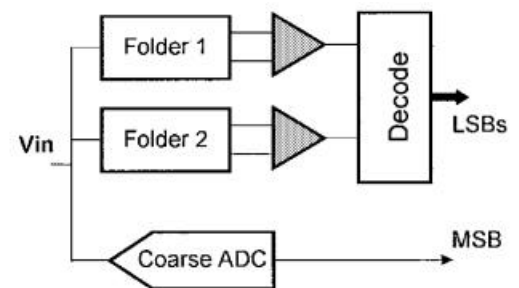 Folder 1
Folder 2
Decode
LSBs
Vin
Coarse ADC
MSB